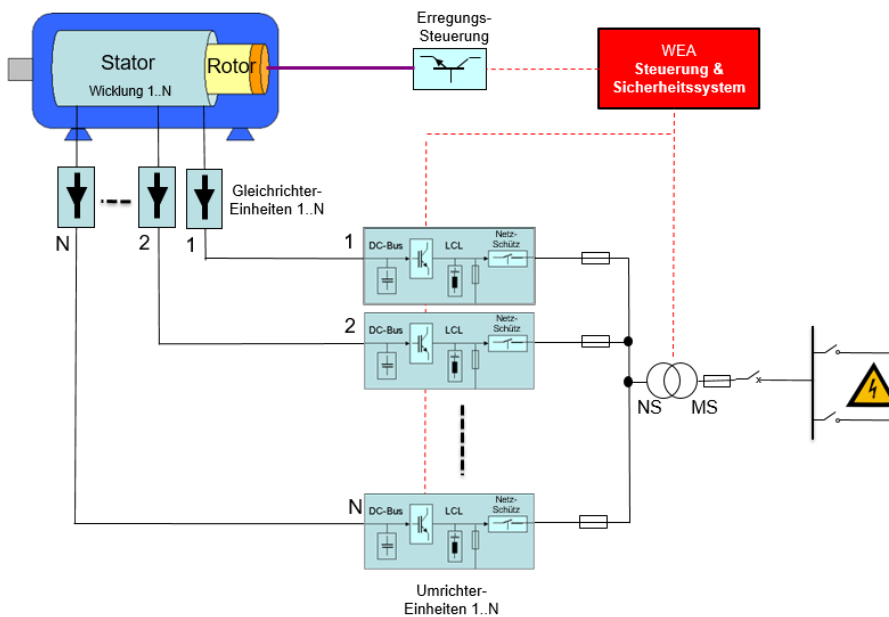 Erregungs-
Steuerung
WEA
Steuerung &
Sicherheitssystem
Stator
Rotor
Wicklung 1..N
Gleichrichter-
Einheiten 1..N
N
2
1
1
DC-Bus
LCL
Netz-
Schütz
2
DC-Bus
LCL
Netz-
Schütz
NS
MS
N
DC-Bus
LCL
Netz-
Schütz
Umrichter-
Einheiten 1..N